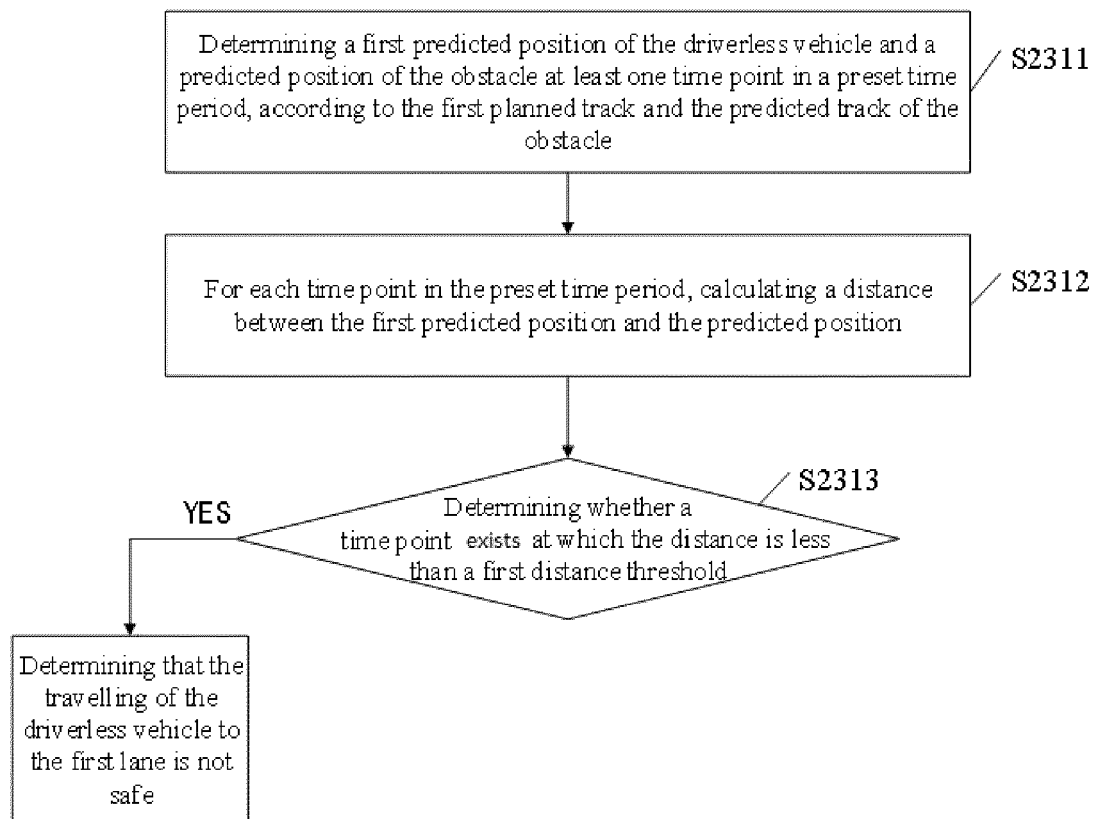 Determining a first predicted position of the driverless vehicle and a
predicted position of the obstacle at least one time point in a preset time
period, according to the first planned track and the predicted track of the
obstacle
S2311
For each time point in the preset time period, calculating a distance
between the first predicted position and the predicted position
S2312
S2313
YES
Determining whether a
time point exists at which the distance is less
than a first distance threshold
Determining that the
travelling of the
driverless vehicle to
the first lane is not
safe